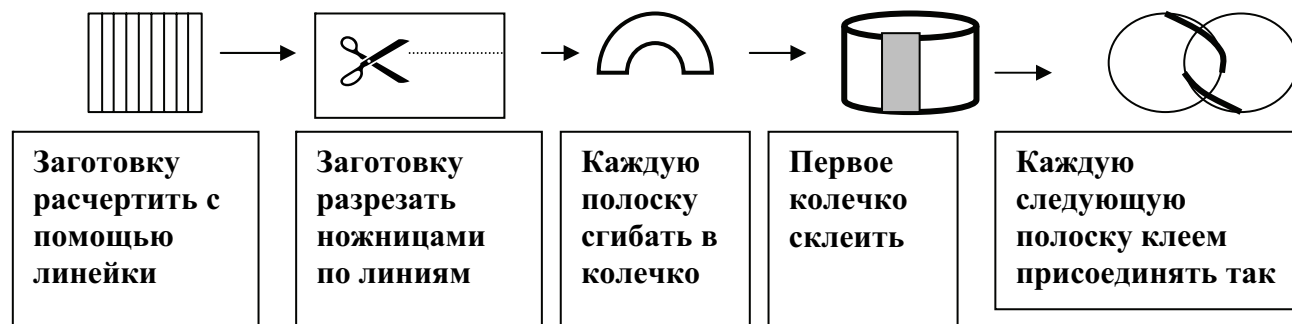 Заготовку
расчертить с
помощью
линейки
Заготовку
разрезать
ножницами
по линиям
Каждую
полоску
сгибать в
колечко
Первое
колечко
склеить
Каждую
следующую
полоску клеем
присоединять так